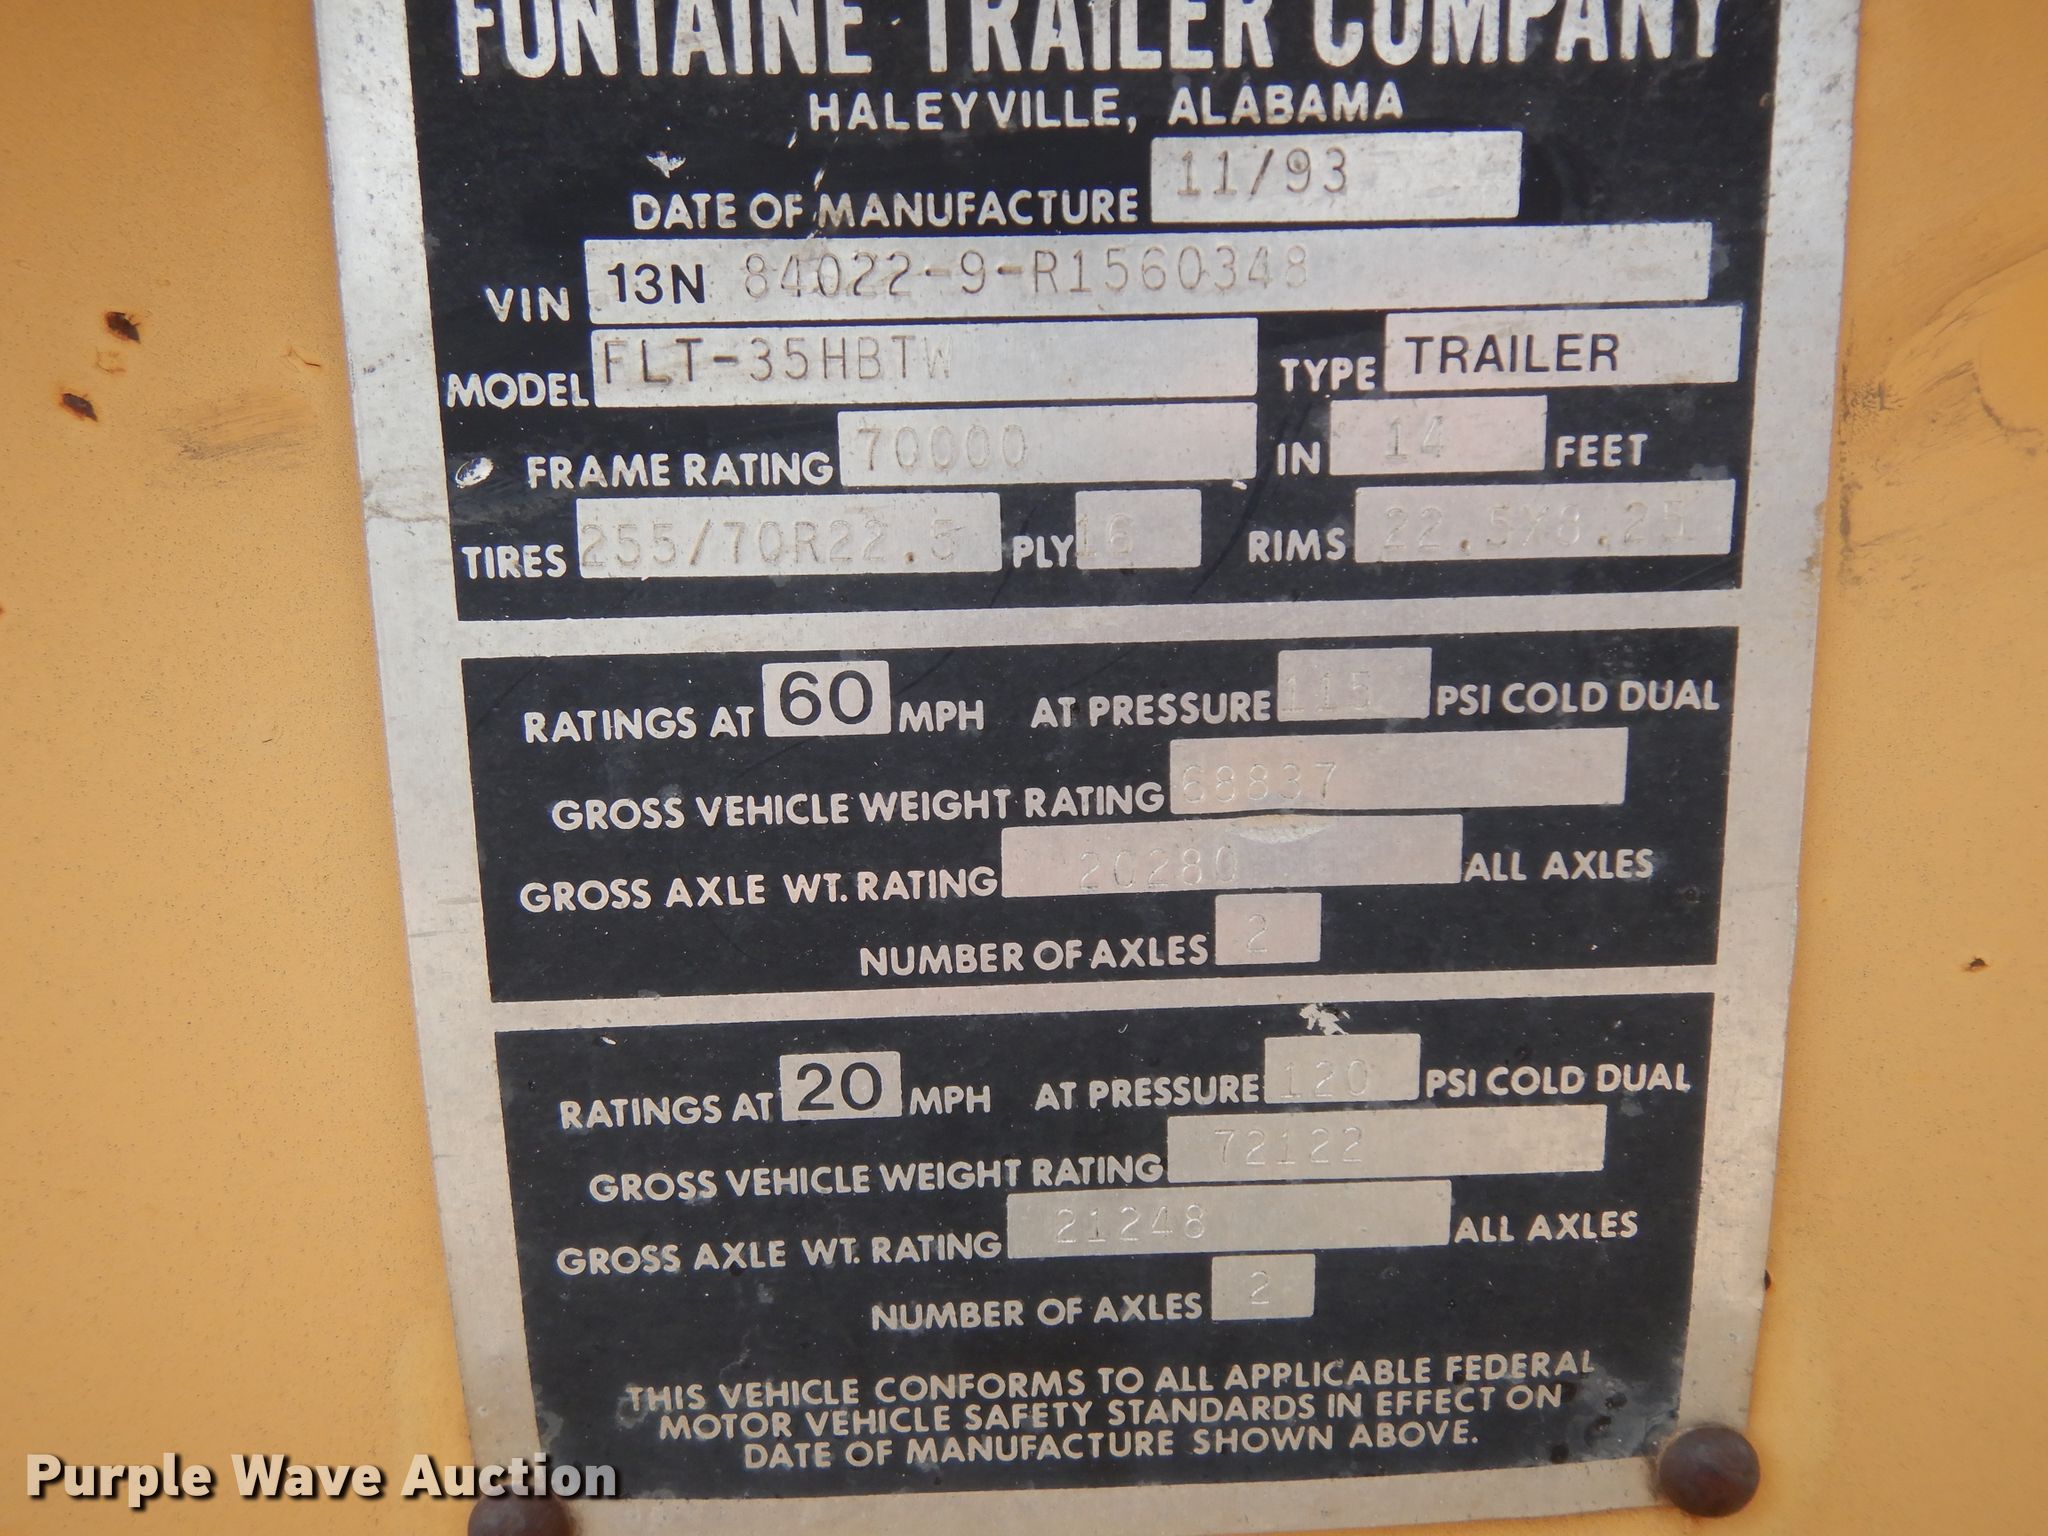 FONTAINE TRAILER COMPANY
HALEYVILLE, ALABAMA
DATE OF MANUFACTURE 11/93
VIN 13N 84022-9-R1560348
MODEL FLT-35HBTW TYPE TRAILER
FRAME RATING 70000 IN 14 FEET
TIRES 255/70R22.5 PLY 16 RIMS 22.5X8.25
RATINGS AT 60 MPH AT PRESSURE 115 PSI COLD DUAL
GROSS VEHICLE WEIGHT RATING 68837
GROSS AXLE WT. RATING 20280 ALL AXLES
NUMBER OF AXLES 2
RATINGS AT 20 MPH AT PRESSURE 120 PSI COLD DUAL
GROSS VEHICLE WEIGHT RATING 72122
GROSS AXLE WT. RATING 21248 ALL AXLES
NUMBER OF AXLES 2
THIS VEHICLE CONFORMS TO ALL APPLICABLE FEDERAL
MOTOR VEHICLE SAFETY STANDARDS IN EFFECT ON
DATE OF MANUFACTURE SHOWN ABOVE.
Purple Wave Auction